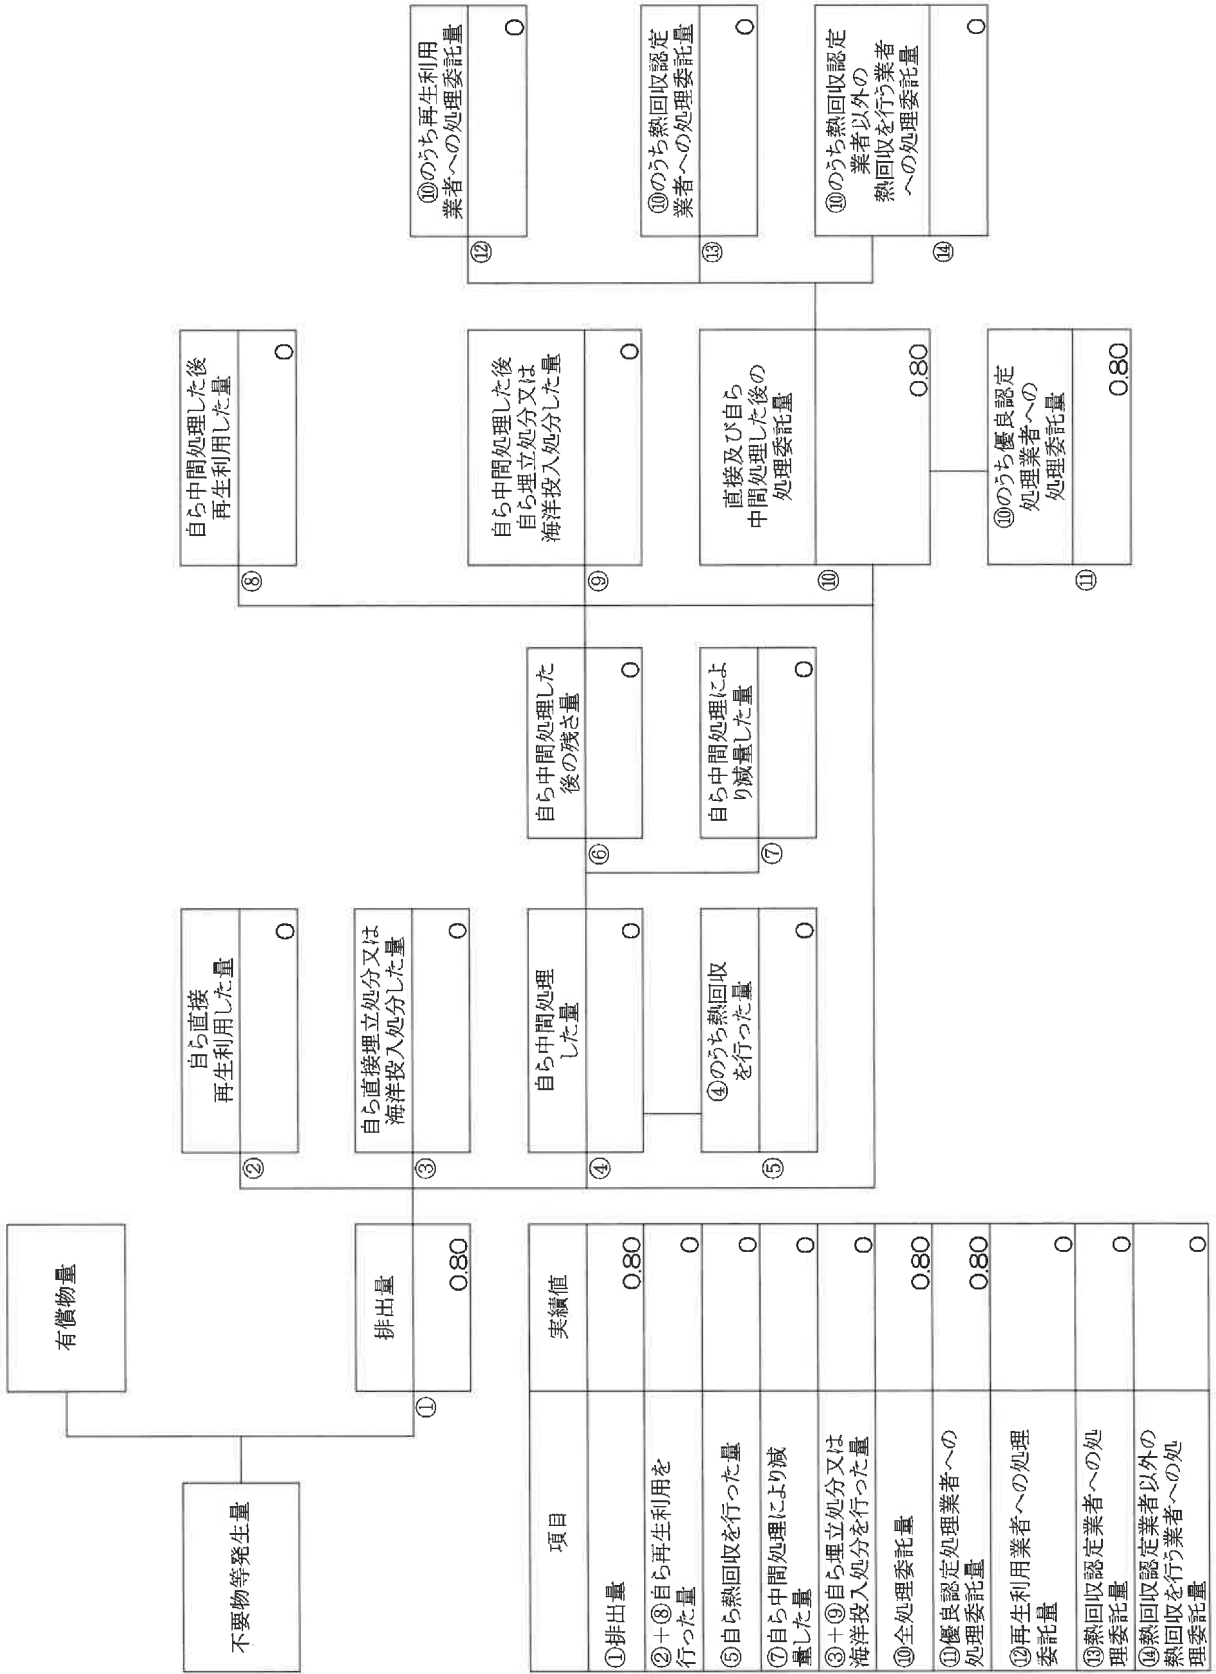 不要物等発生量
有償物量
①
排出量
0.80
②
自ら直接
再生利用した量
0
③
自ら直接埋立処分又は
海洋投入処分した量
0
④
自ら中間処理
した量
0
⑤
④のうち熱回収
を行った量
0
⑥
自ら中間処理した
後の残さ量
0
⑦
自ら中間処理によ
り減量した量
0
⑧
自ら中間処理した後
再生利用した量
0
⑨
自ら中間処理した後
自ら埋立処分又は
海洋投入処分した量
0
⑩
直接及び自ら
中間処理した後の
処理委託量
0.80
⑪
⑩のうち優良認定
処理業者への
処理委託量
0.80
⑫
⑩のうち再生利用
業者への処理委託量
0
⑬
⑩のうち熱回収認定
業者への処理委託量
0
⑭
⑩のうち熱回収認定
業者以外の
熱回収を行う業者
への処理委託量
0
項目
実績値
①排出量
0.80
②+⑧自ら再生利用を
行った量
0
⑤自ら熱回収を行った量
0
⑦自ら中間処理により減
量した量
0
③+⑨自ら埋立処分又は
海洋投入処分を行った量
0
⑩全処理委託量
0.80
⑪優良認定処理業者への
処理委託量
0.80
⑫再生利用業者への処理
委託量
0
⑬熱回収認定業者への処
理委託量
0
⑭熱回収認定業者以外の
熱回収を行う業者への処
理委託量
0